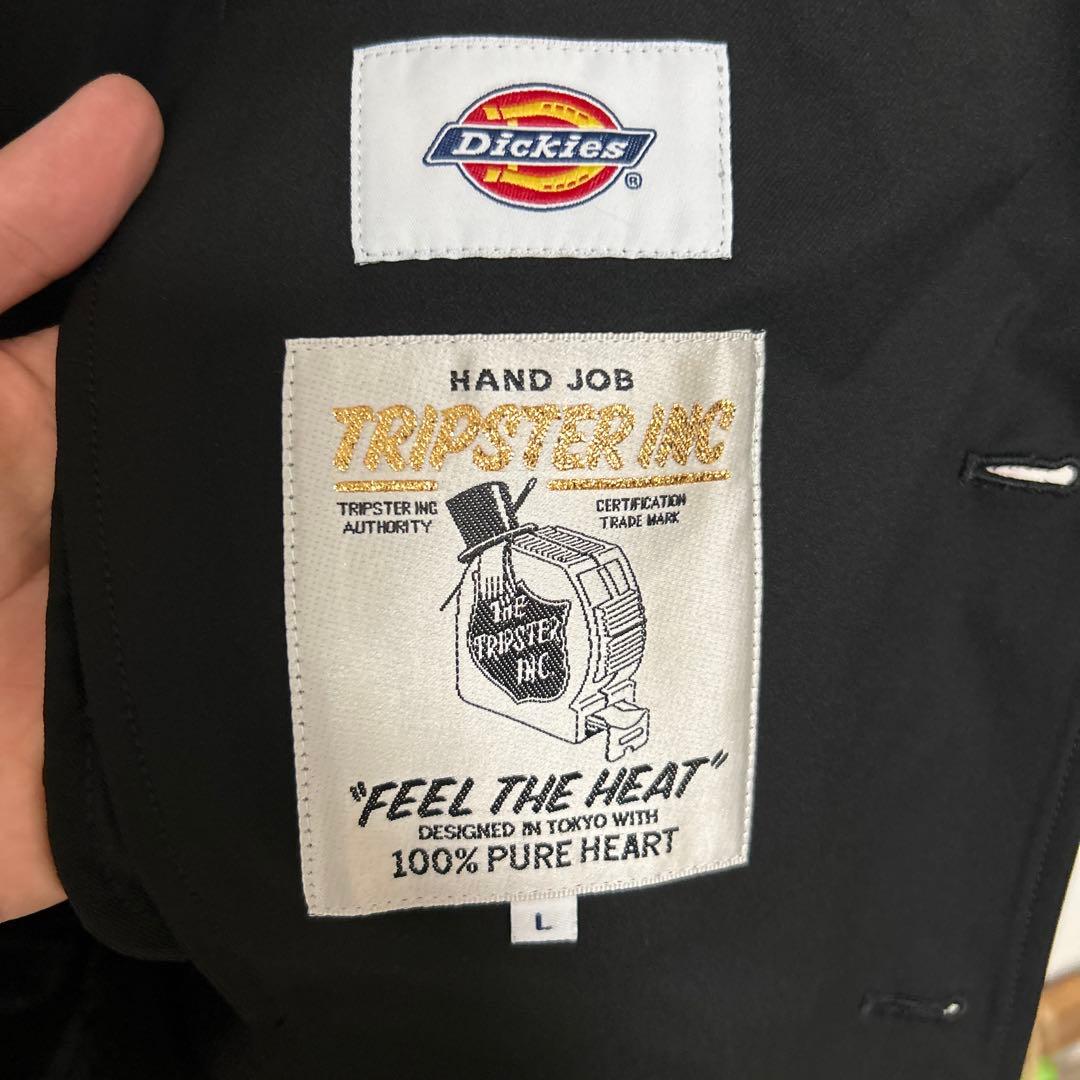 Dickies®
HAND JOB
TRIPSTER INC
TRIPSTER INC CERTIFICATION
AUTHORITY TRADE MARK
THE
TRIPSTER
INC
"FEEL THE HEAT"
DESIGNED IN TOKYO WITH
100% PURE HEART
L